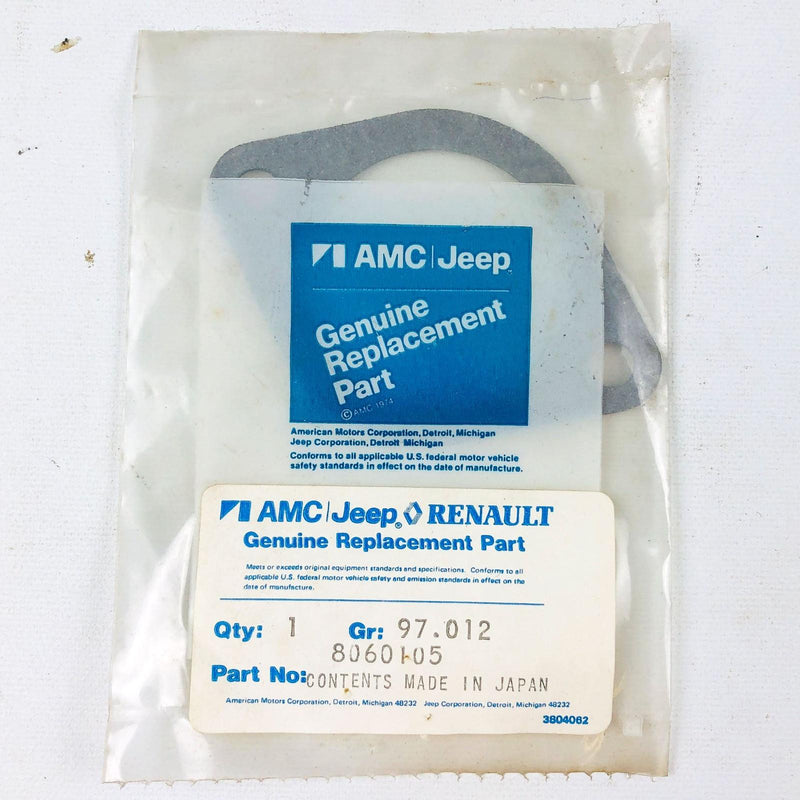 AMC|Jeep
Genuine
Replacement
Part
©AMC 1974
American Motors Corporation, Detroit, Michigan
Jeep Corporation, Detroit Michigan
Conforms to all applicable U.S. federal motor vehicle
safety standards in effect on the date of manufacture.
AMC|Jeep® RENAULT
Genuine Replacement Part
Meets or exceeds original equipment standards and specifications. Conforms to all
applicable U.S. federal motor vehicle safety and emission standards in effect on the
date of manufacture.
Qty: 1 Gr: 97.012
8060105
Part No: CONTENTS MADE IN JAPAN
American Motors Corporation, Detroit, Michigan 48232 Jeep Corporation, Detroit, Michigan 48232
3804062